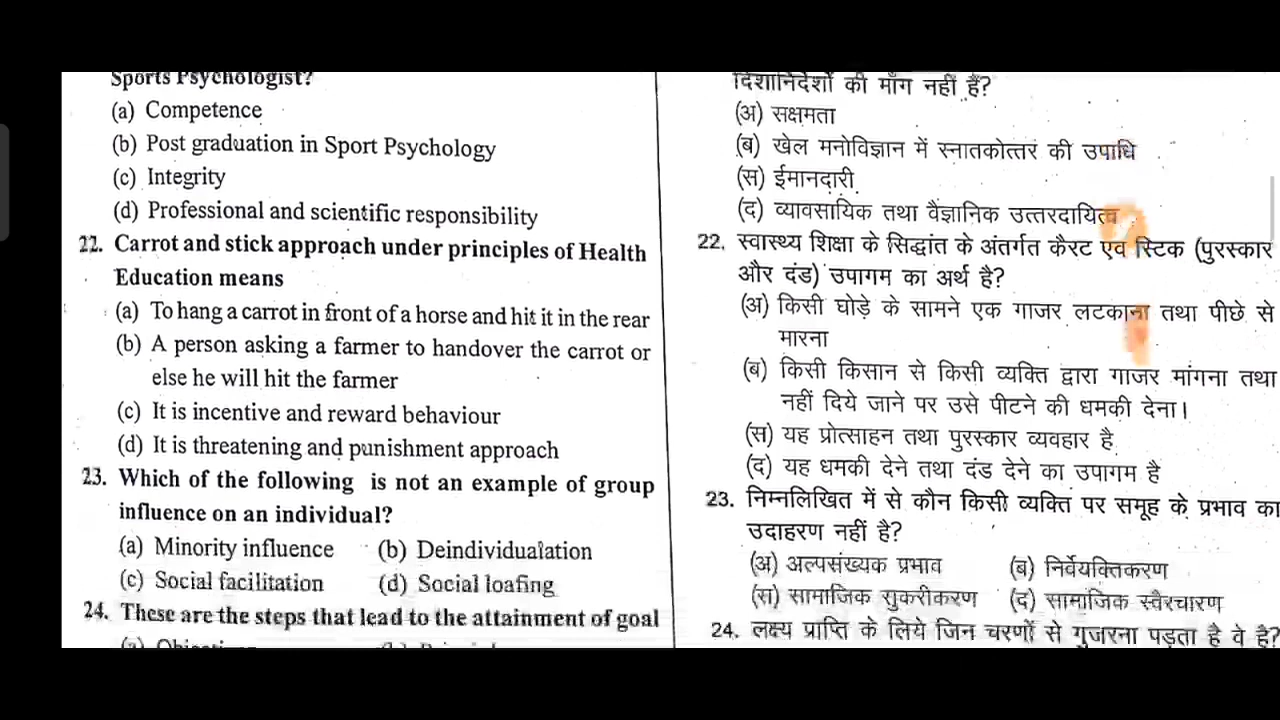 Sports Psychologist?
(a) Competence
(b) Post graduation in Sport Psychology
(c) Integrity
(d) Professional and scientific responsibility
22. Carrot and stick approach under principles of Health
Education means
(a) To hang a carrot in front of a horse and hit it in the rear
(b) A person asking a farmer to handover the carrot or
else he will hit the farmer
(c) It is incentive and reward behaviour
(d) It is threatening and punishment approach
23. Which of the following is not an example of group
influence on an individual?
(a) Minority influence (b) Deindividualation
(c) Social facilitation (d) Social loafing
24. These are the steps that lead to the attainment of goal
दिशानिर्देशों की माँग नहीं है?
(अ) सक्षमता
(ब) खेल मनोविज्ञान में स्नातकोत्तर की उपाधि
(स) ईमानदारी
(द) व्यावसायिक तथा वैज्ञानिक उत्तरदायित्व
22. स्वास्थ्य शिक्षा के सिद्धांत के अंतर्गत कैरट एवं स्टिक (पुरस्कार
और दंड) उपागम का अर्थ है?
(अ) किसी घोड़े के सामने एक गाजर लटकाना तथा पीछे से
मारना
(ब) किसी किसान से किसी व्यक्ति द्वारा गाजर मांगना तथा
नहीं दिये जाने पर उसे पीटने की धमकी देना।
(स) यह प्रोत्साहन तथा पुरस्कार व्यवहार है
(द) यह धमकी देने तथा दंड देने का उपागम है
23. निम्नलिखित में से कौन किसी व्यक्ति पर समूह के प्रभाव का
उदाहरण नहीं है?
(अ) अल्पसंख्यक प्रभाव (ब) निर्वेयक्तिकरण
(स) सामाजिक सुकरीकरण (द) सामाजिक स्वैरचारण
24. लक्ष्य प्राप्ति के लिये जिन चरणों से गुजरना पड़ता है वे है?